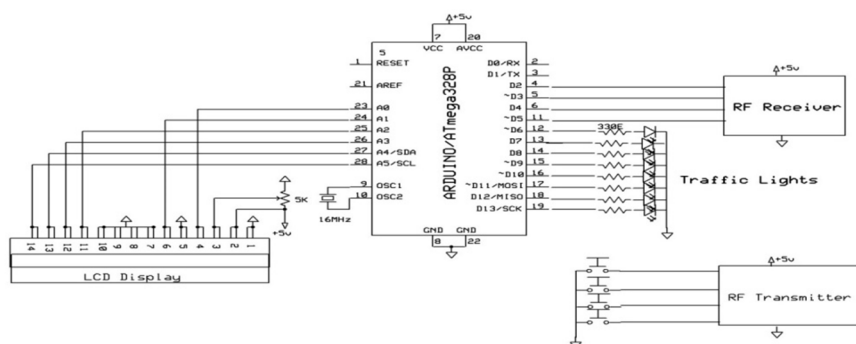 +5v
7 20
VCC AVCC
5
1 RESET
21 AREF
23 A0
24 A1
25 A2
26 A3
27 A4/SDA
28 A5/SCL
9 OSC1
10 OSC2
16MHz
5K
+5v
ARDUINO/ATmega328P
D0/RX 2
D1/TX 3
D2 4
~D3 5
D4 6
~D5 11
~D6 12
D7 13
D8 14
~D9 15
~D10 16
~D11/MOSI 17
D12/MISO 18
D13/SCK 19
GND GND
8 22
330E
+5v
RF Receiver
Traffic Lights
14 13 12 11 10 9 8 7 6 5 4 3 2 1
LCD Display
+5v
RF Transmitter